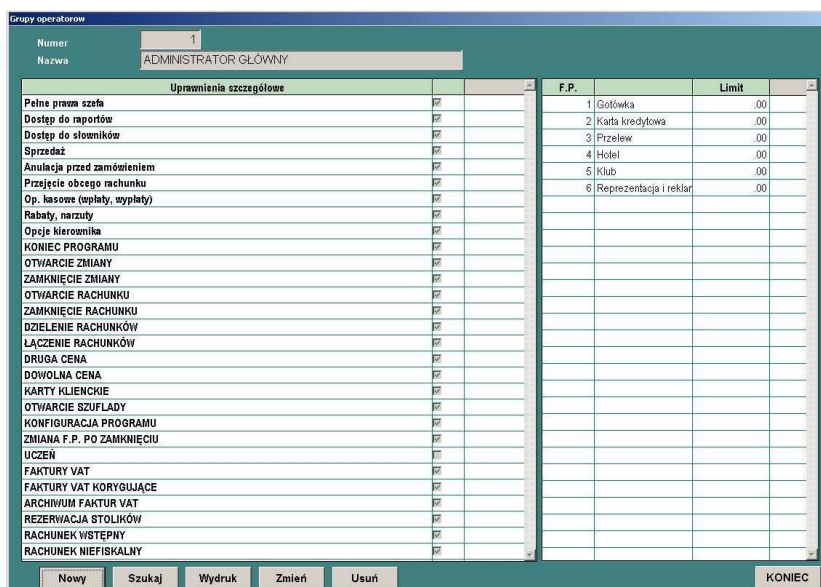 Grupy operatorow
Numer 1
Nazwa ADMINISTRATOR GŁÓWNY
Uprawnienia szczegółowe
Pełne prawa szefa
Dostęp do raportów
Dostęp do słowników
Sprzedaż
Anulacja przed zamówieniem
Przejęcie obcego rachunku
Op. kasowe (wpłaty, wypłaty)
Rabaty, narzuty
Opcje kierownika
KONIEC PROGRAMU
OTWARCIE ZMIANY
ZAMKNIĘCIE ZMIANY
OTWARCIE RACHUNKU
ZAMKNIĘCIE RACHUNKU
DZIELENIE RACHUNKÓW
ŁĄCZENIE RACHUNKÓW
DRUGA CENA
DOWOLNA CENA
KARTY KLIENCKIE
OTWARCIE SZUFLADY
KONFIGURACJA PROGRAMU
ZMIANA F.P. PO ZAMKNIĘCIU
UCZEŃ
FAKTURY VAT
FAKTURY VAT KORYGUJĄCE
ARCHIWUM FAKTUR VAT
REZERWACJA STOLIKÓW
RACHUNEK WSTĘPNY
RACHUNEK NIEFISKALNY
F.P. Limit
1 Gotówka .00
2 Karta kredytowa .00
3 Przelew .00
4 Hotel .00
5 Klub .00
6 Reprezentacja i reklar .00
Nowy Szukaj Wydruk Zmień Usuń KONIEC